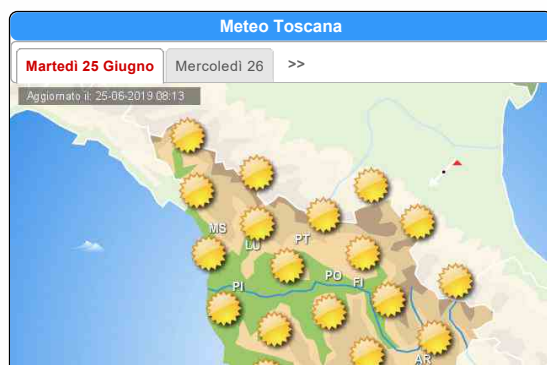 Meteo Toscana
Martedì 25 Giugno Mercoledì 26 >>
Aggiornato il: 25-06-2019 08:13
MS
LU PT
PO FI
PI
AR